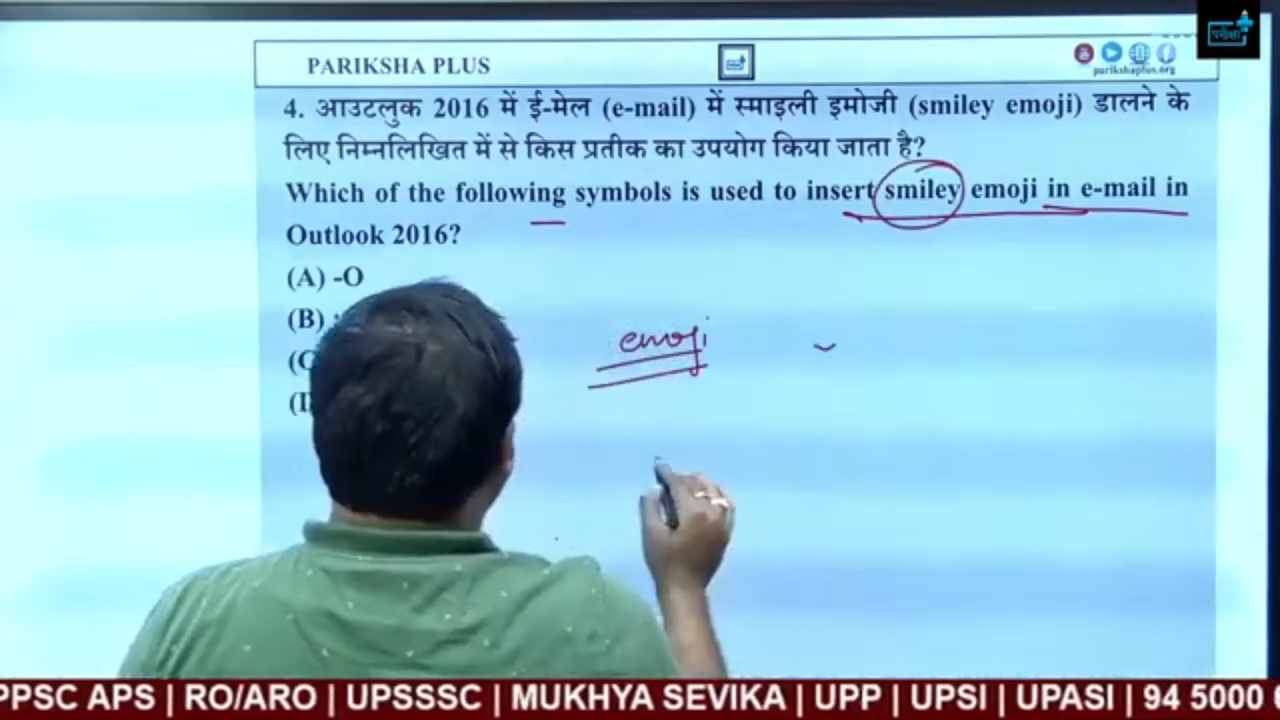 परीक्षा
PARIKSHA PLUS
parikshaplus.org
4. आउटलुक 2016 में ई-मेल (e-mail) में स्माइली इमोजी (smiley emoji) डालने के
लिए निम्नलिखित में से किस प्रतीक का उपयोग किया जाता है?
Which of the following symbols is used to insert smiley emoji in e-mail in
Outlook 2016?
(A) -O
(B)
emoji
PPSC APS | RO/ARO | UPSSSC | MUKHYA SEVIKA | UPP | UPSI | UPASI | 94 5000